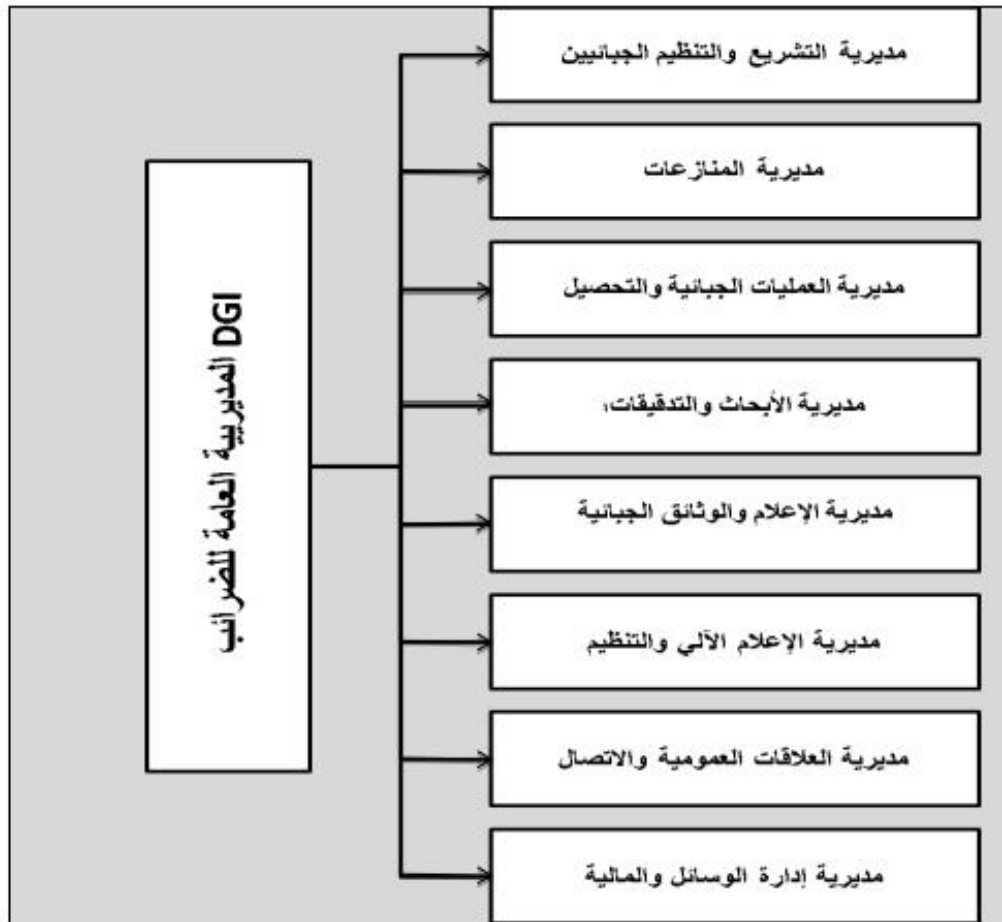 DGI المديريية العامة للضرائب
مديرية التشريع والتنظيم الجبائيين
مديرية المنازعات
مديرية العمليات الجبائية والتحصيل
مديرية الأبحاث والتدقيقات؛
مديرية الإعلام والوثائق الجبائية
مديرية الإعلام الآلي والتنظيم
مديرية العلاقات العمومية والاتصال
مديرية إدارة الوسائل والمالية